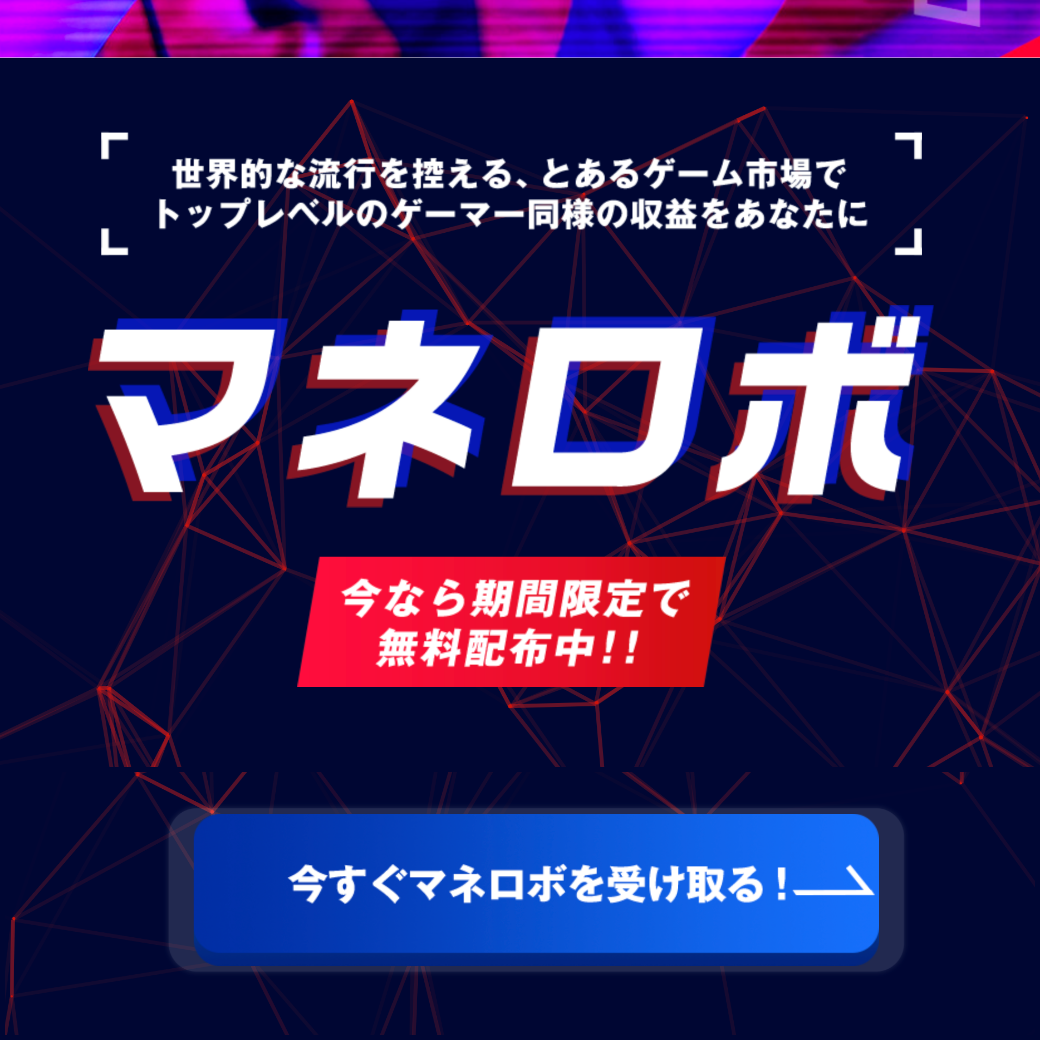 世界的な流行を控える、とあるゲーム市場で
トップレベルのゲーマー同様の収益をあなたに
マネロボ
今なら期間限定で
無料配布中!!
今すぐマネロボを受け取る!